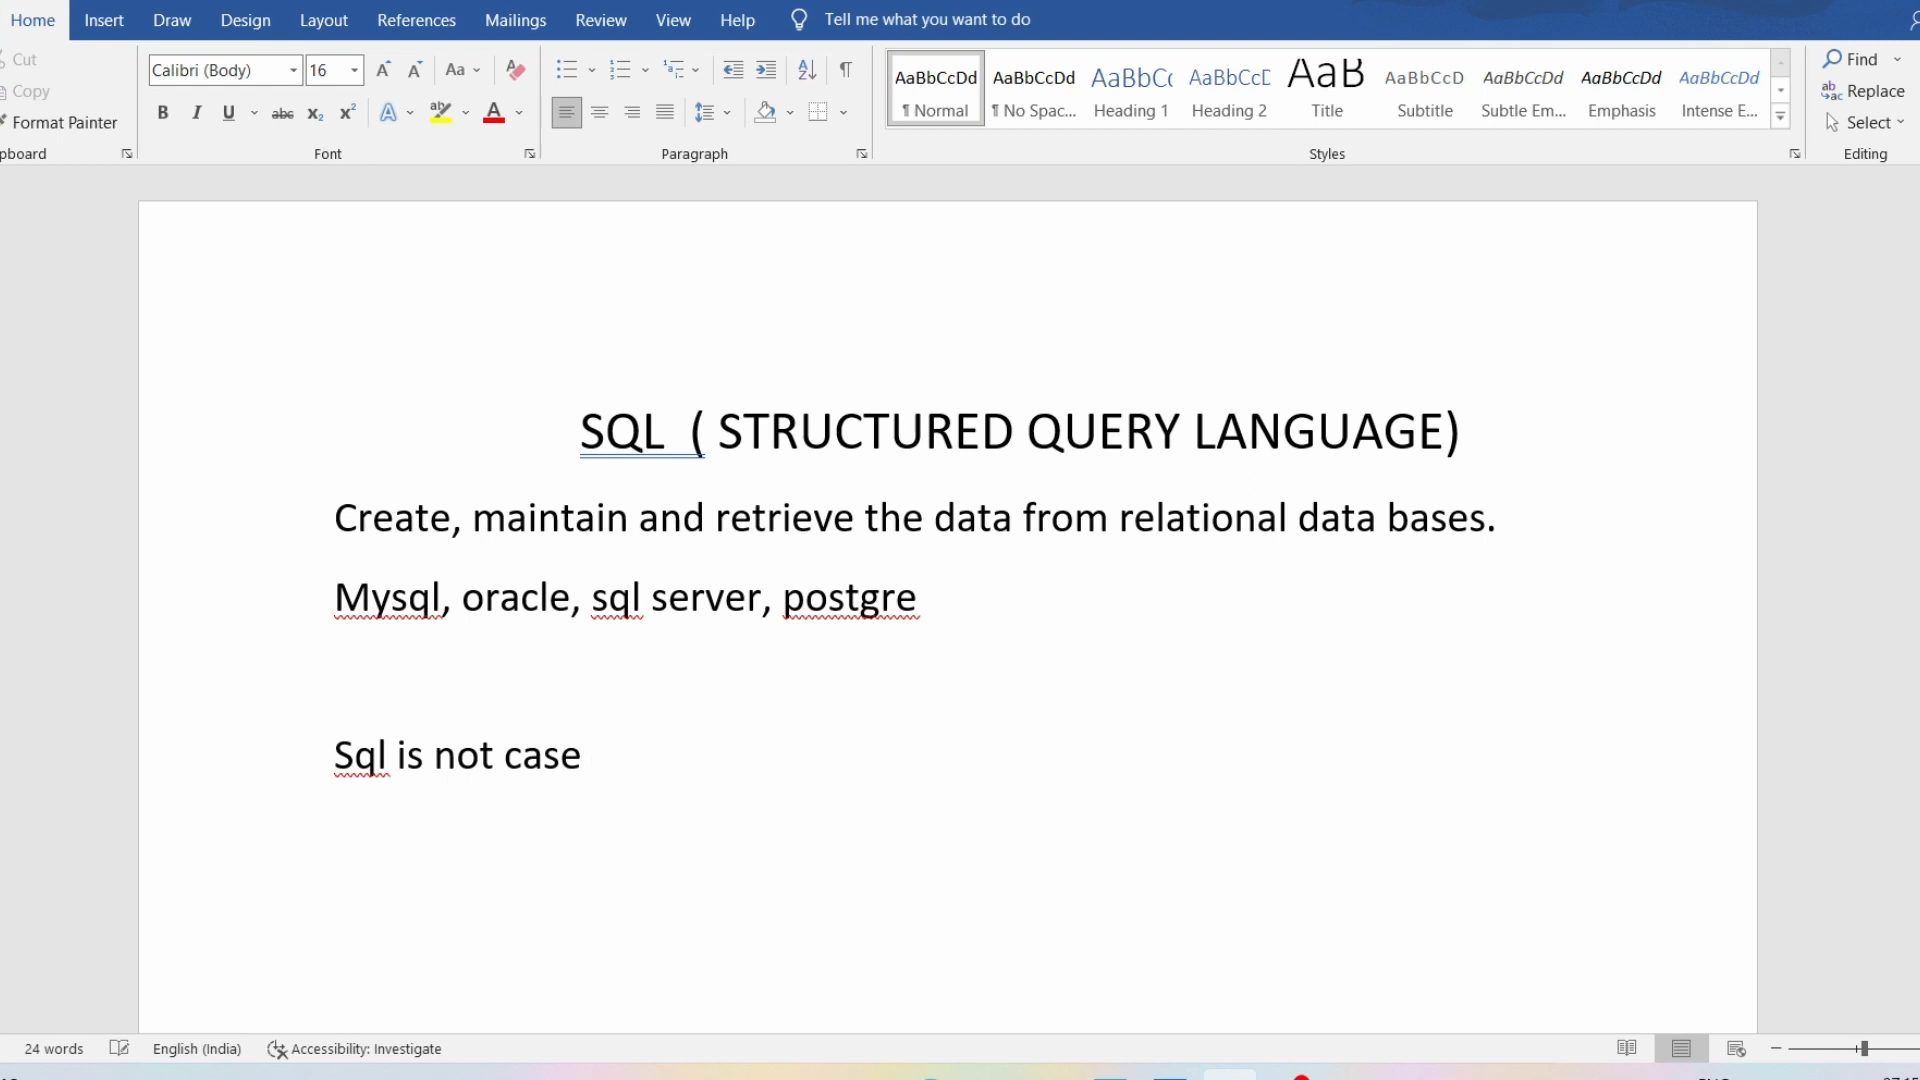 Home Insert Draw Design Layout References Mailings Review View Help Tell me what you want to do
Cut
Copy
Format Painter
pboard
Calibri (Body) 16
Font
Paragraph
AaBbCcDd AaBbCcDd AaBbCc AaBbCcD AaB AaBbCcD AaBbCcDd AaBbCcDd AaBbCcDd
¶ Normal ¶ No Spac... Heading 1 Heading 2 Title Subtitle Subtle Em... Emphasis Intense E...
Styles
Find
Replace
Select
Editing
SQL ( STRUCTURED QUERY LANGUAGE)
Create, maintain and retrieve the data from relational data bases.
Mysql, oracle, sql server, postgre
Sql is not case
24 words English (India) Accessibility: Investigate